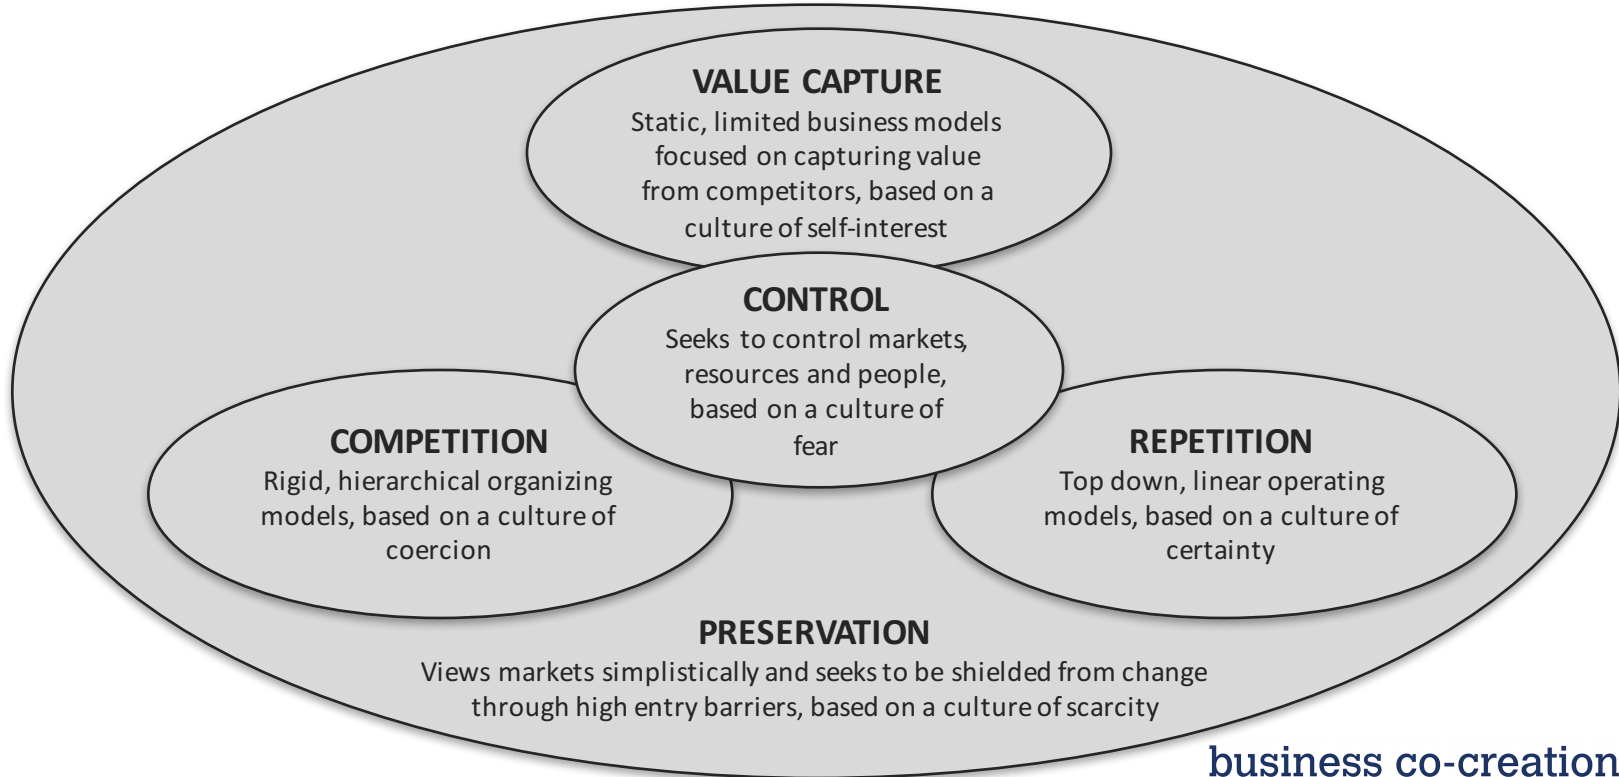 VALUE CAPTURE
Static, limited business models
focused on capturing value
from competitors, based on a
culture of self-interest
CONTROL
Seeks to control markets,
resources and people,
based on a culture of
fear
COMPETITION
Rigid, hierarchical organizing
models, based on a culture of
coercion
REPETITION
Top down, linear operating
models, based on a culture of
certainty
PRESERVATION
Views markets simplistically and seeks to be shielded from change
through high entry barriers, based on a culture of scarcity
business co-creation